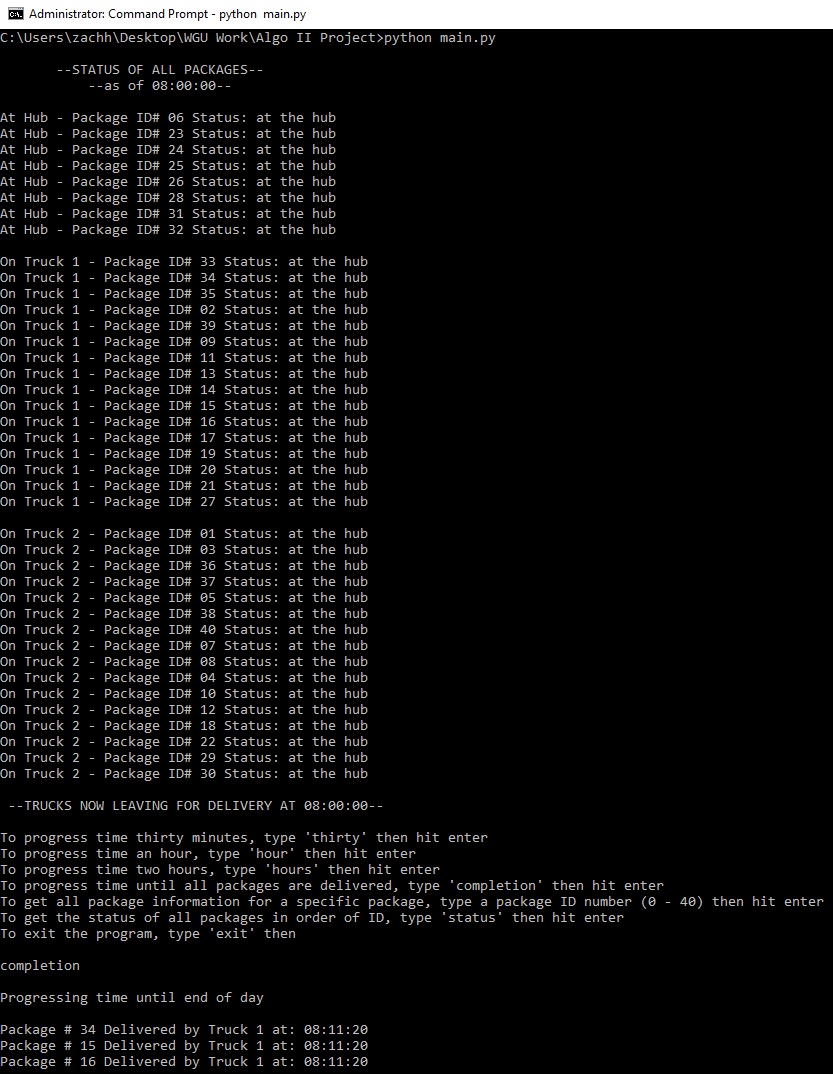 Administrator: Command Prompt - python main.py
C:\Users\zachh\Desktop\WGU Work\Algo II Project>python main.py
--STATUS OF ALL PACKAGES--
--as of 08:00:00--
At Hub - Package ID# 06 Status: at the hub
At Hub - Package ID# 23 Status: at the hub
At Hub - Package ID# 24 Status: at the hub
At Hub - Package ID# 25 Status: at the hub
At Hub - Package ID# 26 Status: at the hub
At Hub - Package ID# 28 Status: at the hub
At Hub - Package ID# 31 Status: at the hub
At Hub - Package ID# 32 Status: at the hub
On Truck 1 - Package ID# 33 Status: at the hub
On Truck 1 - Package ID# 34 Status: at the hub
On Truck 1 - Package ID# 35 Status: at the hub
On Truck 1 - Package ID# 02 Status: at the hub
On Truck 1 - Package ID# 39 Status: at the hub
On Truck 1 - Package ID# 09 Status: at the hub
On Truck 1 - Package ID# 11 Status: at the hub
On Truck 1 - Package ID# 13 Status: at the hub
On Truck 1 - Package ID# 14 Status: at the hub
On Truck 1 - Package ID# 15 Status: at the hub
On Truck 1 - Package ID# 16 Status: at the hub
On Truck 1 - Package ID# 17 Status: at the hub
On Truck 1 - Package ID# 19 Status: at the hub
On Truck 1 - Package ID# 20 Status: at the hub
On Truck 1 - Package ID# 21 Status: at the hub
On Truck 1 - Package ID# 27 Status: at the hub
On Truck 2 - Package ID# 01 Status: at the hub
On Truck 2 - Package ID# 03 Status: at the hub
On Truck 2 - Package ID# 36 Status: at the hub
On Truck 2 - Package ID# 37 Status: at the hub
On Truck 2 - Package ID# 05 Status: at the hub
On Truck 2 - Package ID# 38 Status: at the hub
On Truck 2 - Package ID# 40 Status: at the hub
On Truck 2 - Package ID# 07 Status: at the hub
On Truck 2 - Package ID# 08 Status: at the hub
On Truck 2 - Package ID# 04 Status: at the hub
On Truck 2 - Package ID# 10 Status: at the hub
On Truck 2 - Package ID# 12 Status: at the hub
On Truck 2 - Package ID# 18 Status: at the hub
On Truck 2 - Package ID# 22 Status: at the hub
On Truck 2 - Package ID# 29 Status: at the hub
On Truck 2 - Package ID# 30 Status: at the hub
--TRUCKS NOW LEAVING FOR DELIVERY AT 08:00:00--
To progress time thirty minutes, type 'thirty' then hit enter
To progress time an hour, type 'hour' then hit enter
To progress time two hours, type 'hours' then hit enter
To progress time until all packages are delivered, type 'completion' then hit enter
To get all package information for a specific package, type a package ID number (0 - 40) then hit enter
To get the status of all packages in order of ID, type 'status' then hit enter
To exit the program, type 'exit' then
completion
Progressing time until end of day
Package # 34 Delivered by Truck 1 at: 08:11:20
Package # 15 Delivered by Truck 1 at: 08:11:20
Package # 16 Delivered by Truck 1 at: 08:11:20